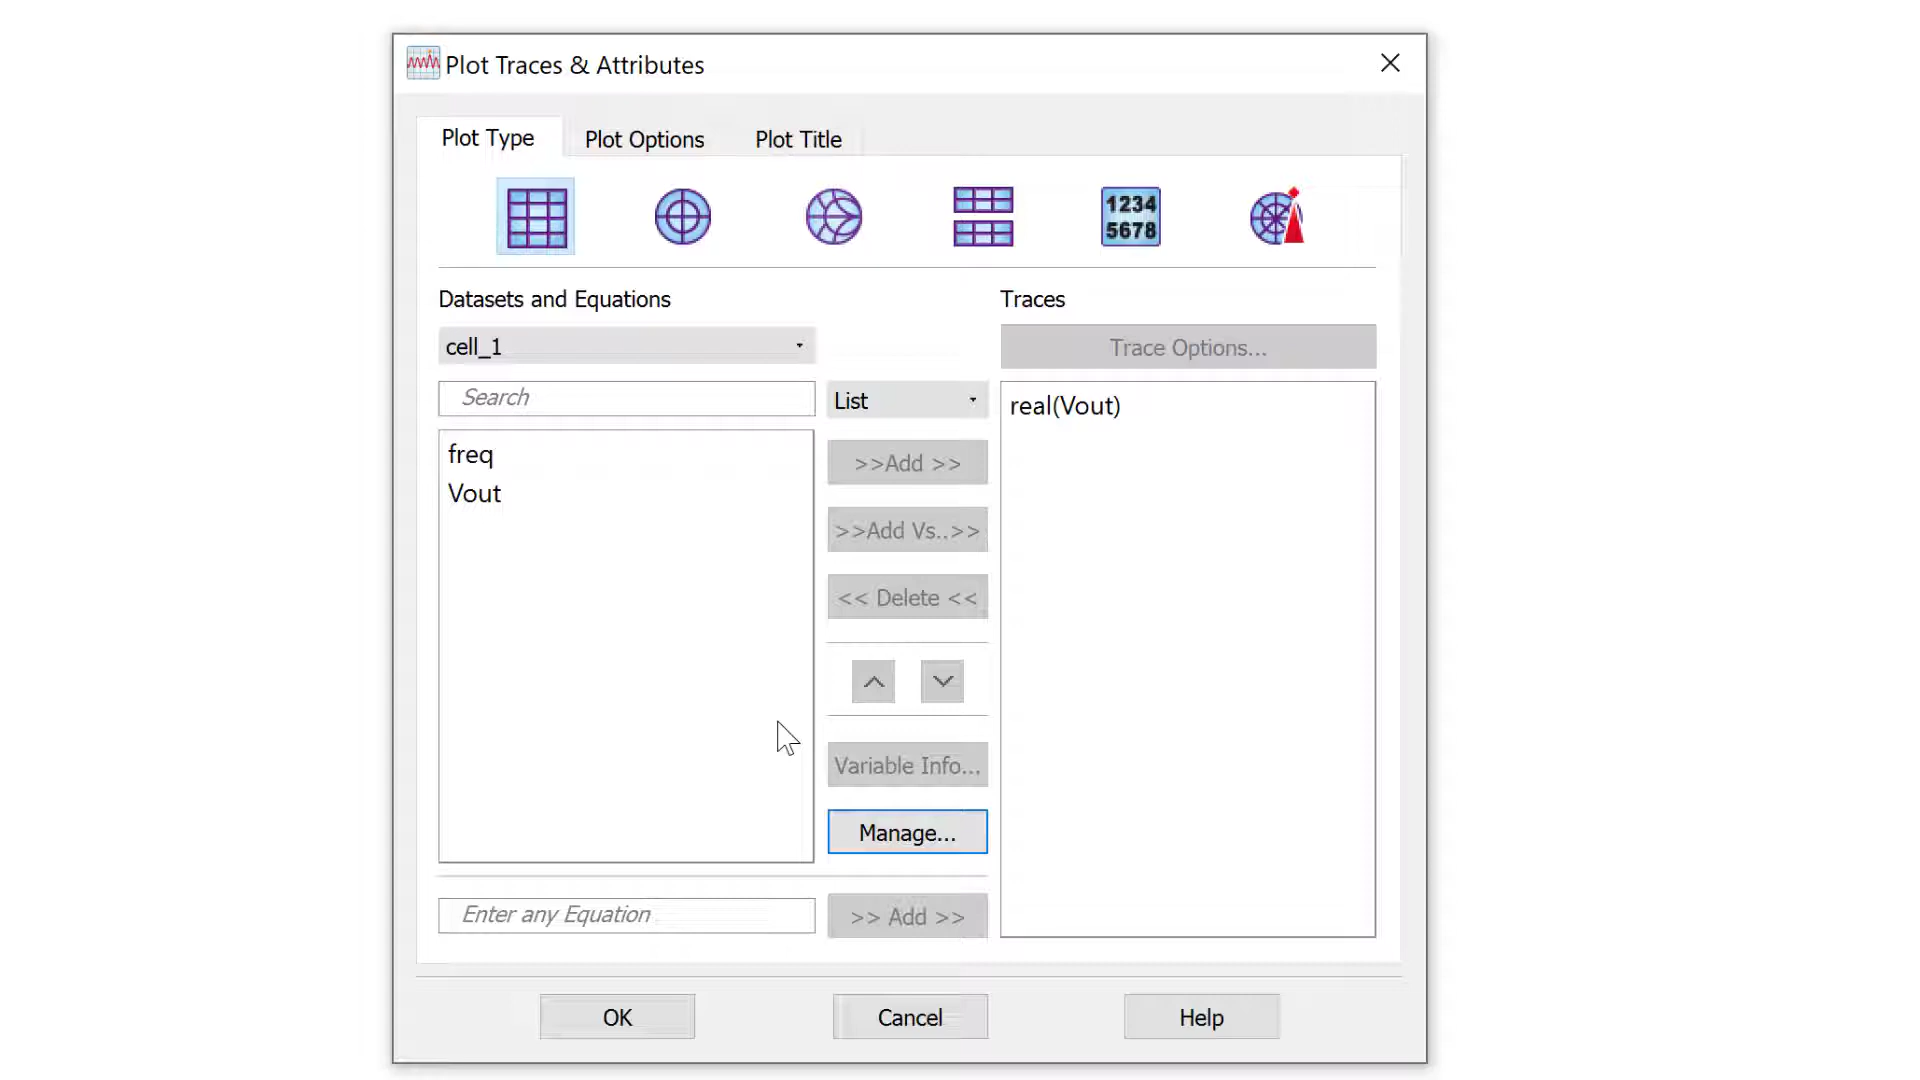 Plot Traces & Attributes
Plot Type
Plot Options
Plot Title
1234
5678
Datasets and Equations
Traces
cell_1
Trace Options...
Search
List
real(Vout)
freq
>>Add >>
Vout
>>Add Vs..>>
<< Delete <<
Variable Info...
Manage...
Enter any Equation
>> Add >>
OK
Cancel
Help